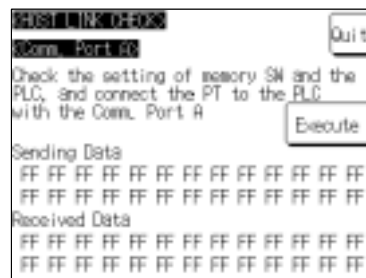 <HOST LINK CHECK>
Quit
<Comm. Port A>
Check the setting of memory SW and the
PLC, and connect the PT to the PLC
with the Comm. Port A
Execute
Sending Data
FF FF FF FF FF FF FF FF FF FF FF FF
FF FF FF FF FF FF FF FF FF FF FF FF
Received Data
FF FF FF FF FF FF FF FF FF FF FF FF
FF FF FF FF FF FF FF FF FF FF FF FF